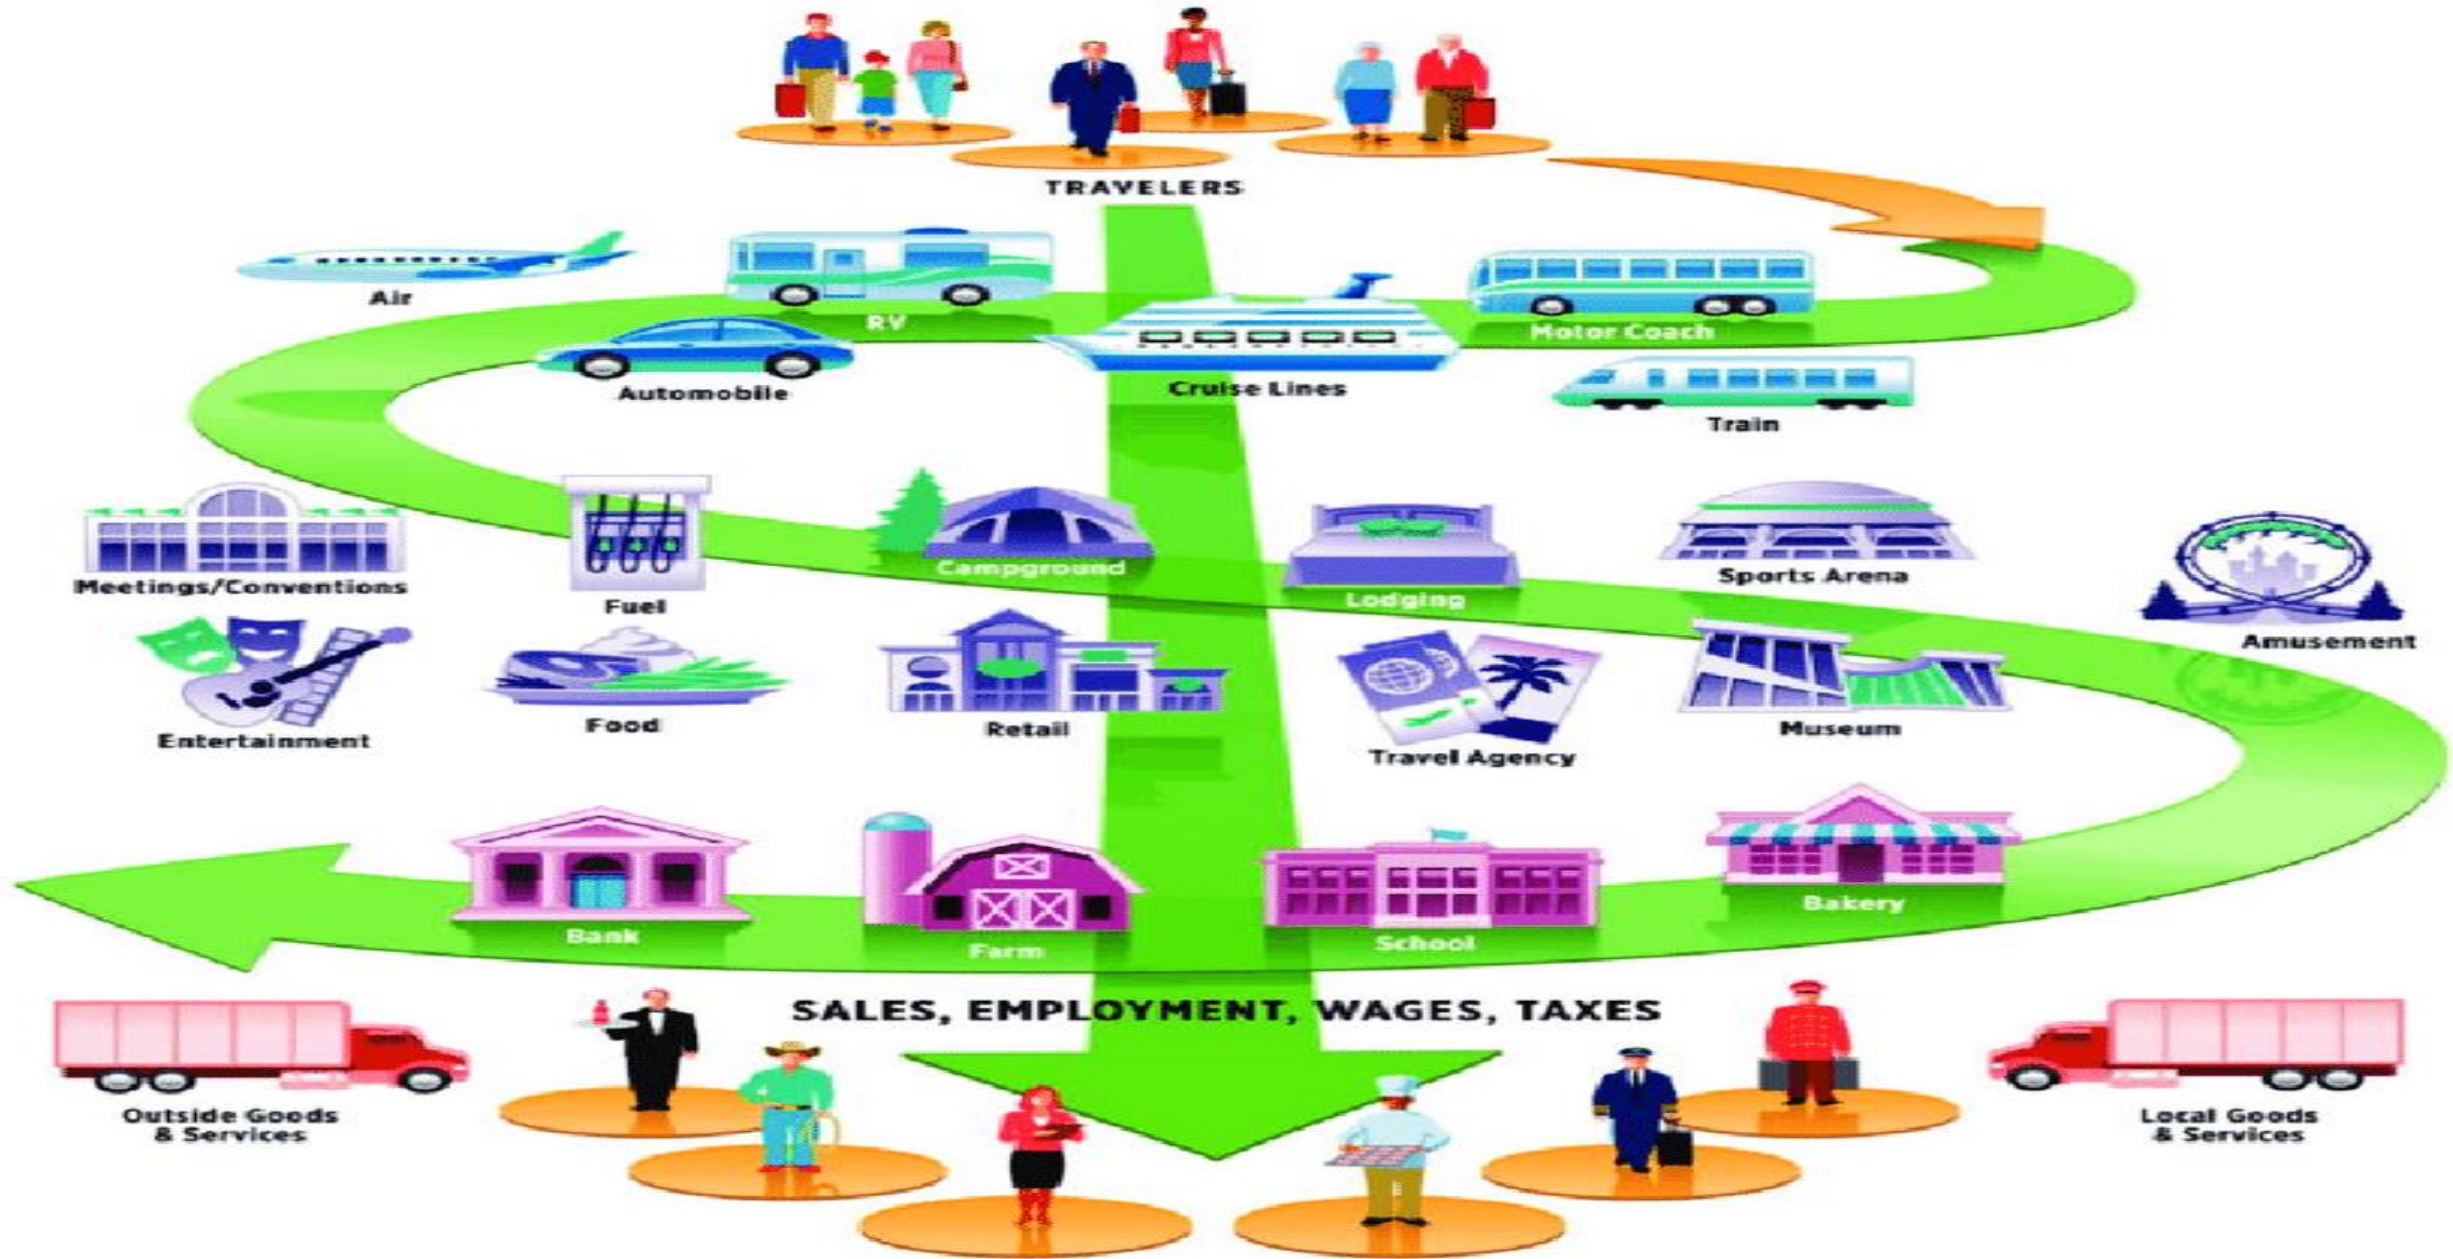 TRAVELERS
Air
RV
Motor Coach
Automobile
Cruise Lines
Train
Meetings/Conventions
Fuel
Campground
Lodging
Sports Arena
Amusement
Entertainment
Food
Retail
Travel Agency
Museum
Bank
Farm
School
Bakery
SALES, EMPLOYMENT, WAGES, TAXES
Outside Goods
& Services
Local Goods
& Services